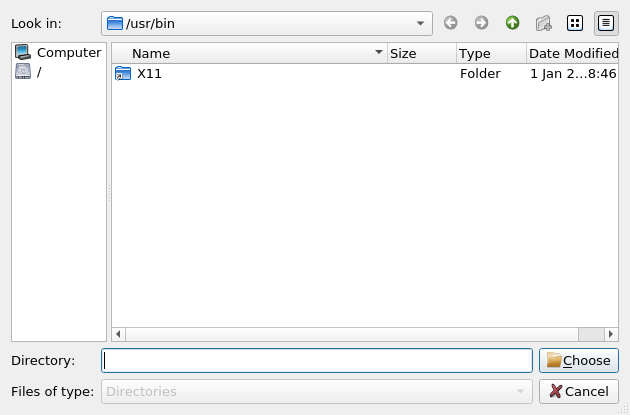 Look in: /usr/bin
Computer
/
Name Size Type Date Modified
X11 Folder 1 Jan 2...8:46
Directory: Choose
Files of type: Directories Cancel